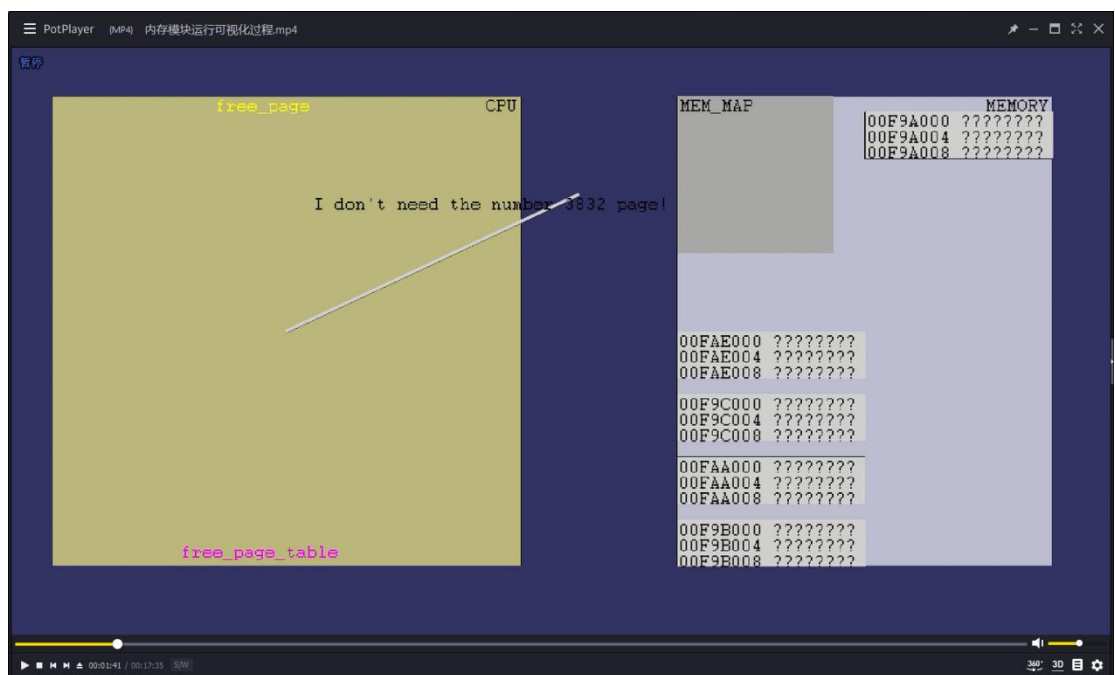 PotPlayer (MP4) 内存模块运行可视化过程.mp4
暂停
free_page
CPU
I don't need the number 3832 page!
free_page_table
MEM_MAP
MEMORY
00F9A000 ????????
00F9A004 ????????
00F9A008 ????????
00FAE000 ????????
00FAE004 ????????
00FAE008 ????????
00F9C000 ????????
00F9C004 ????????
00F9C008 ????????
00FAA000 ????????
00FAA004 ????????
00FAA008 ????????
00F9B000 ????????
00F9B004 ????????
00F9B008 ????????
00:01:41 / 00:17:35 S/W
360° 3D